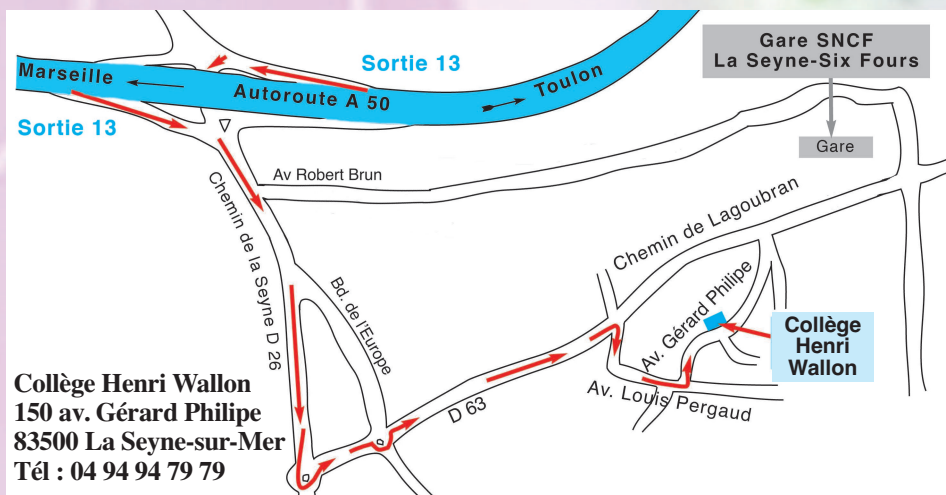 Gare SNCF
La Seyne-Six Fours
Sortie 13
Marseille
Autoroute A 50
Toulon
Sortie 13
Gare
Av Robert Brun
Chemin de la Seyne D 26
Chemin de Lagoubran
Bd. de l'Europe
Av. Gérard Philipe
Collège
Henri
Wallon
D 63
Av. Louis Pergaud
Collège Henri Wallon
150 av. Gérard Philipe
83500 La Seyne-sur-Mer
Tél : 04 94 94 79 79